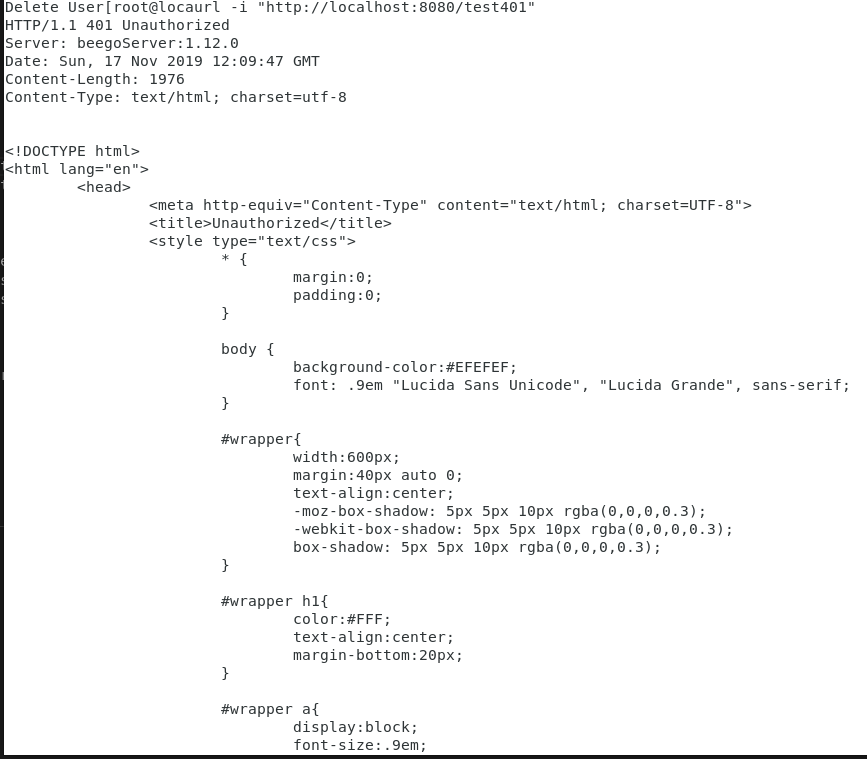 Delete User[root@locaurl -i "http://localhost:8080/test401"
HTTP/1.1 401 Unauthorized
Server: beegoServer:1.12.0
Date: Sun, 17 Nov 2019 12:09:47 GMT
Content-Length: 1976
Content-Type: text/html; charset=utf-8
<!DOCTYPE html>
<html lang="en">
<head>
<meta http-equiv="Content-Type" content="text/html; charset=UTF-8">
<title>Unauthorized</title>
<style type="text/css">
* {
margin:0;
padding:0;
}
body {
background-color:#EFEFEF;
font: .9em "Lucida Sans Unicode", "Lucida Grande", sans-serif;
}
#wrapper{
width:600px;
margin:40px auto 0;
text-align:center;
-moz-box-shadow: 5px 5px 10px rgba(0,0,0,0.3);
-webkit-box-shadow: 5px 5px 10px rgba(0,0,0,0.3);
box-shadow: 5px 5px 10px rgba(0,0,0,0.3);
}
#wrapper h1{
color:#FFF;
text-align:center;
margin-bottom:20px;
}
#wrapper a{
display:block;
font-size:.9em;